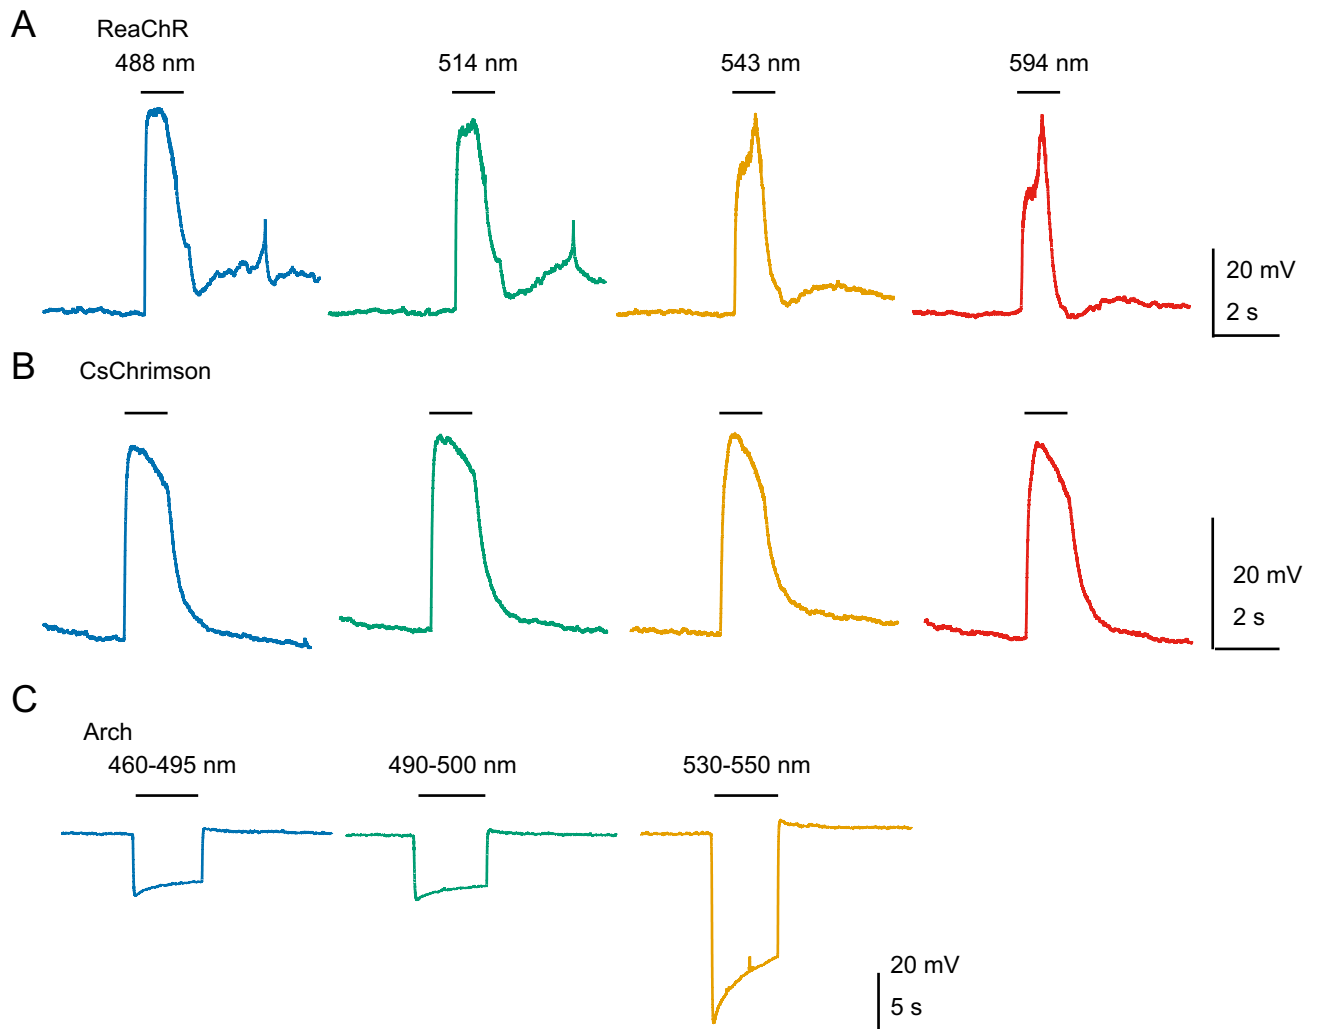 A
ReaChR
488 nm
514 nm
543 nm
594 nm
20 mV
2 s
B
CsChrimson
20 mV
2 s
C
Arch
460-495 nm
490-500 nm
530-550 nm
20 mV
5 s